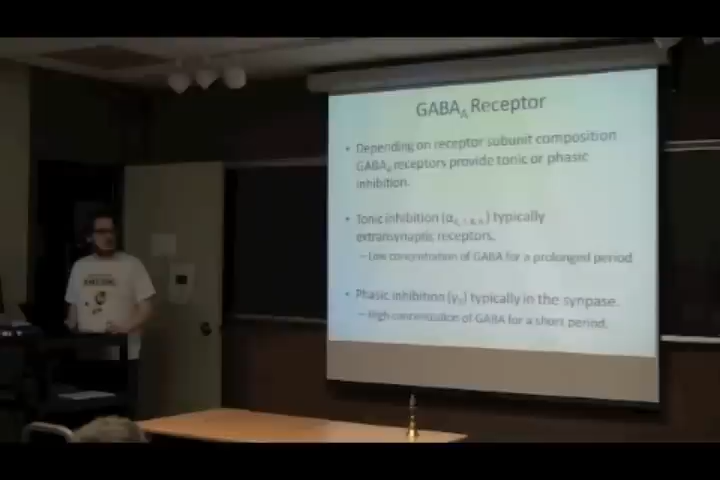 GABA_A Receptor
• Depending on receptor subunit composition
GABA_A receptors provide tonic or phasic
inhibition.
• Tonic inhibition (α typically
extrasynaptic receptors.
– Low concentration of GABA for a prolonged period
• Phasic inhibition (γ₂) typically in the synpase.
– High concentration of GABA for a short period.